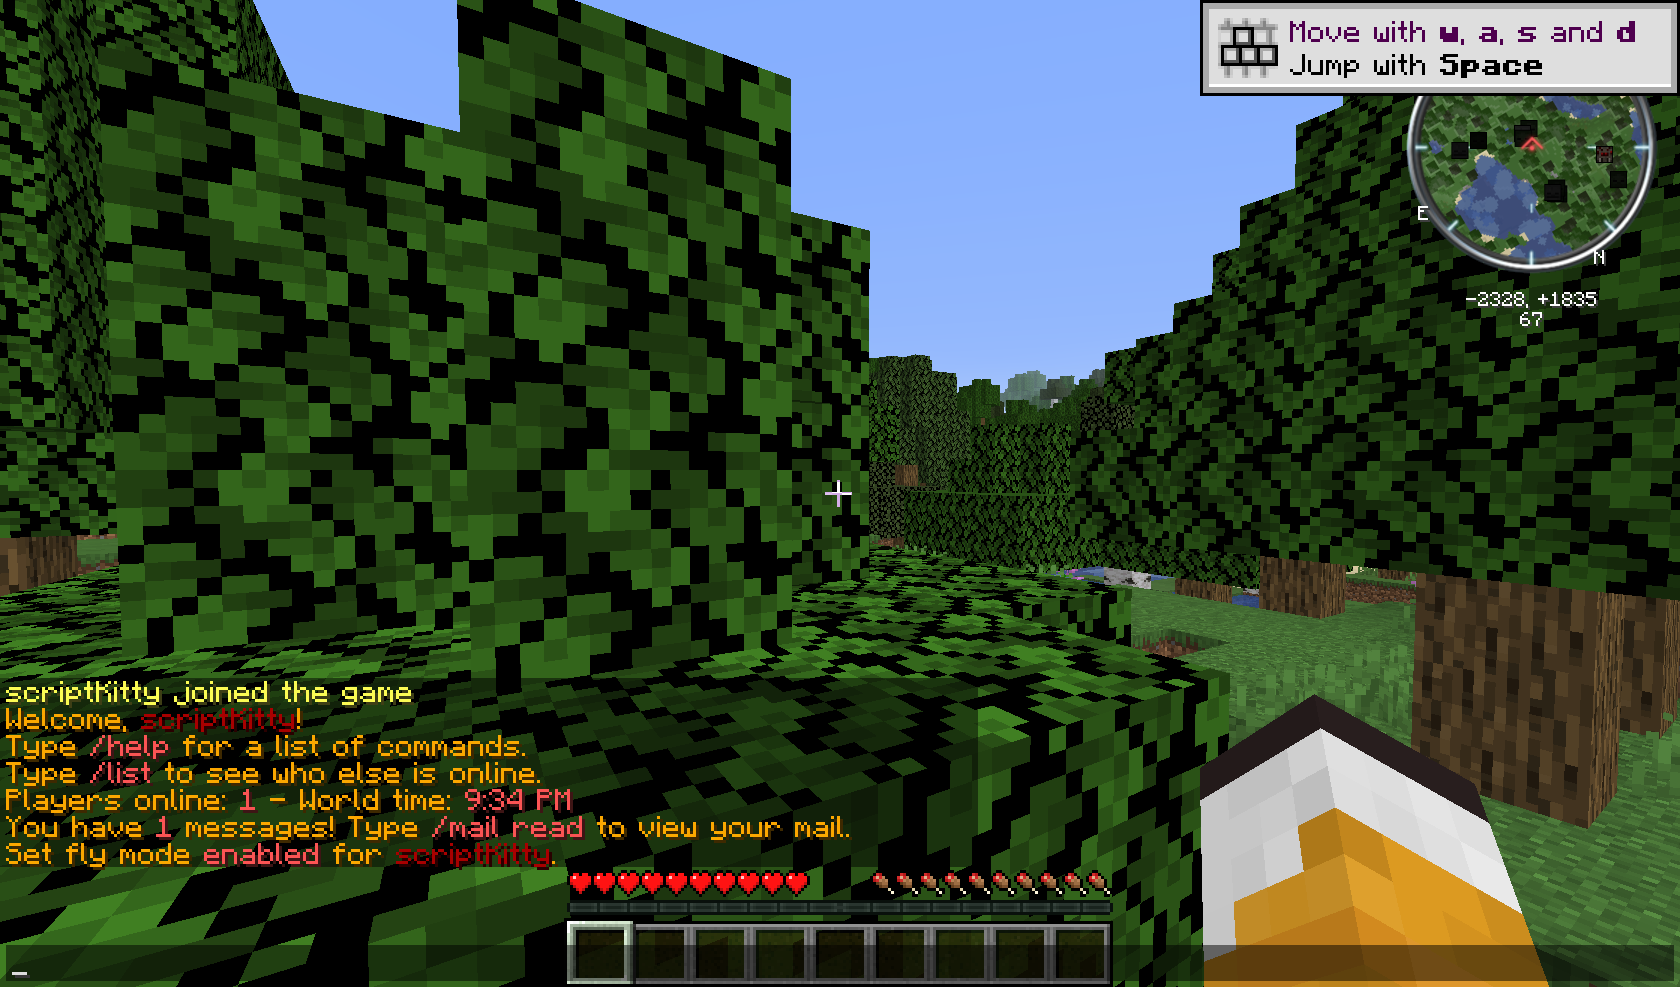 Move with w, a, s and d
Jump with Space
E
N
-2328, +1835
67
scriptKitty joined the game
Welcome, scriptKitty!
Type /help for a list of commands.
Type /list to see who else is online.
Players online: 1 - World time: 9:34 PM
You have 1 messages! Type /mail read to view your mail.
Set fly mode enabled for scriptKitty.
_